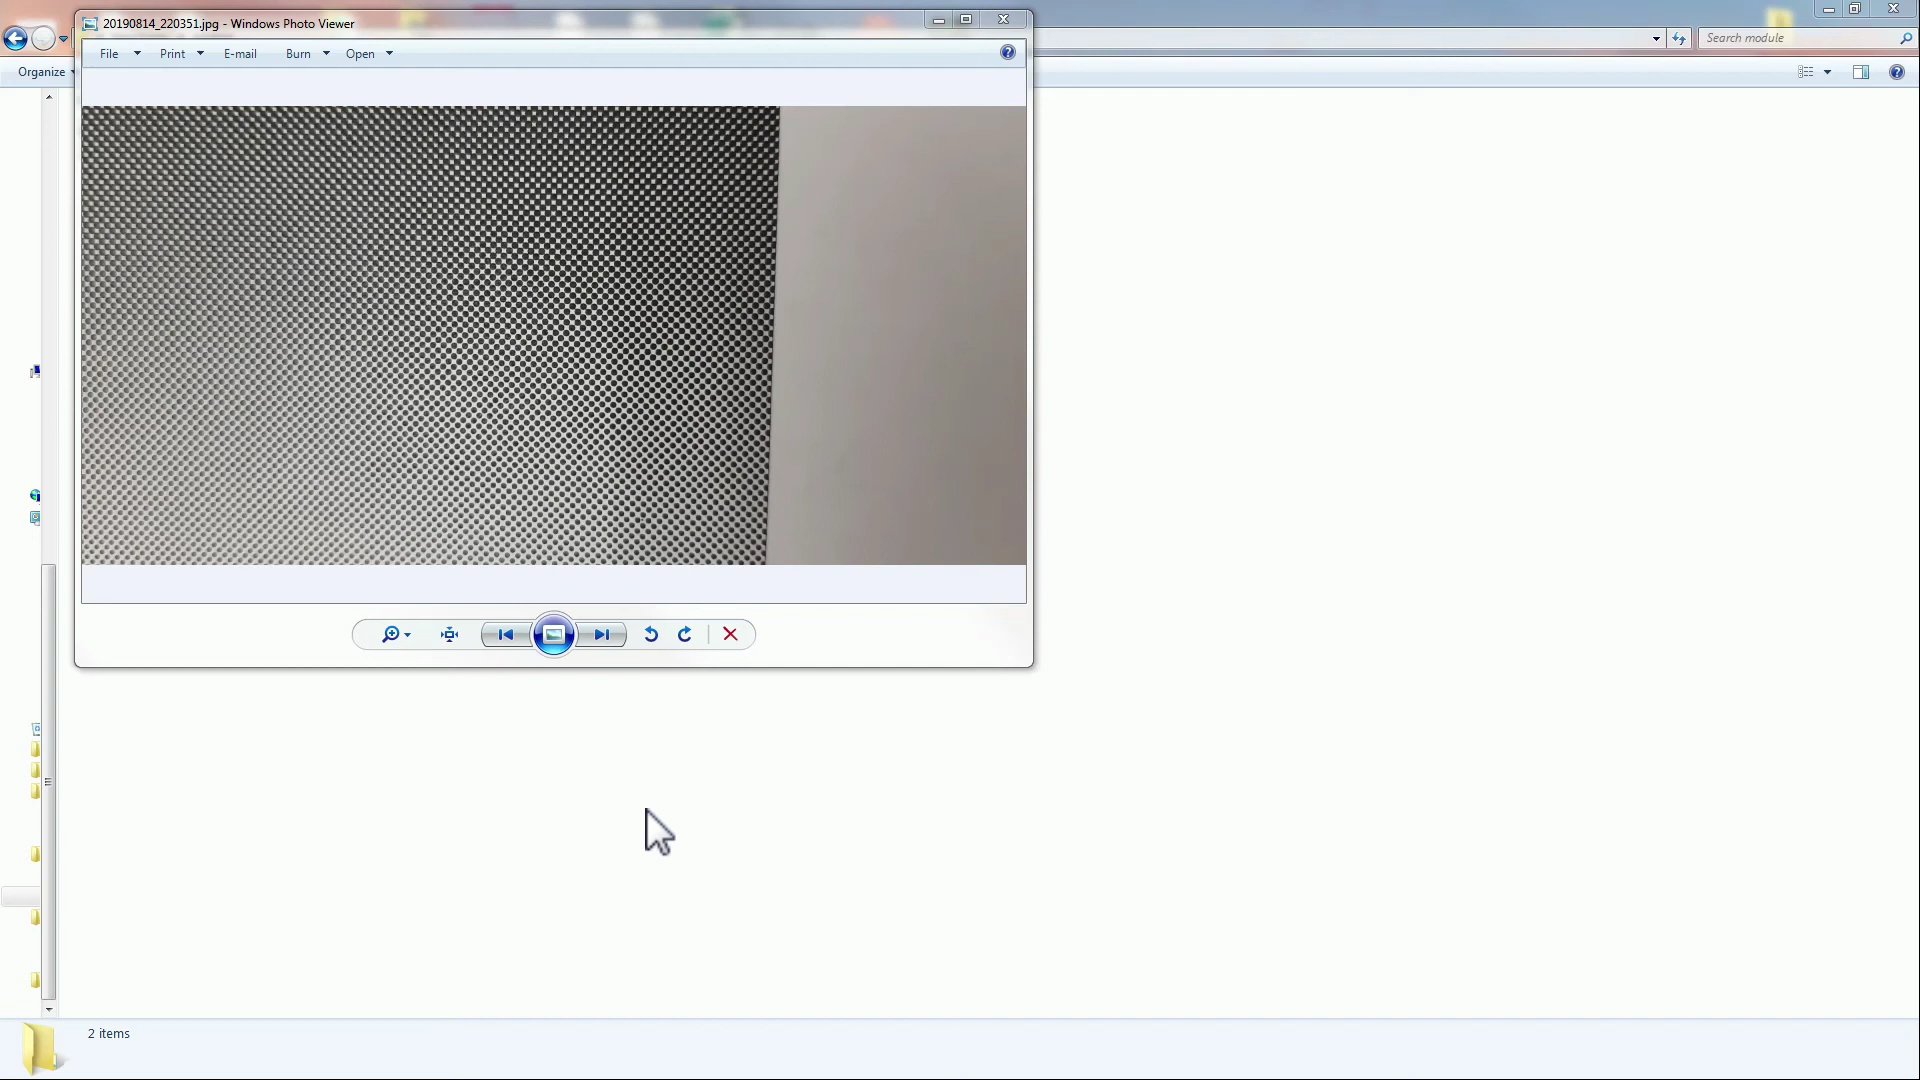 20190814_220351.jpg - Windows Photo Viewer
File Print E-mail Burn Open
Search module
Organize
2 items